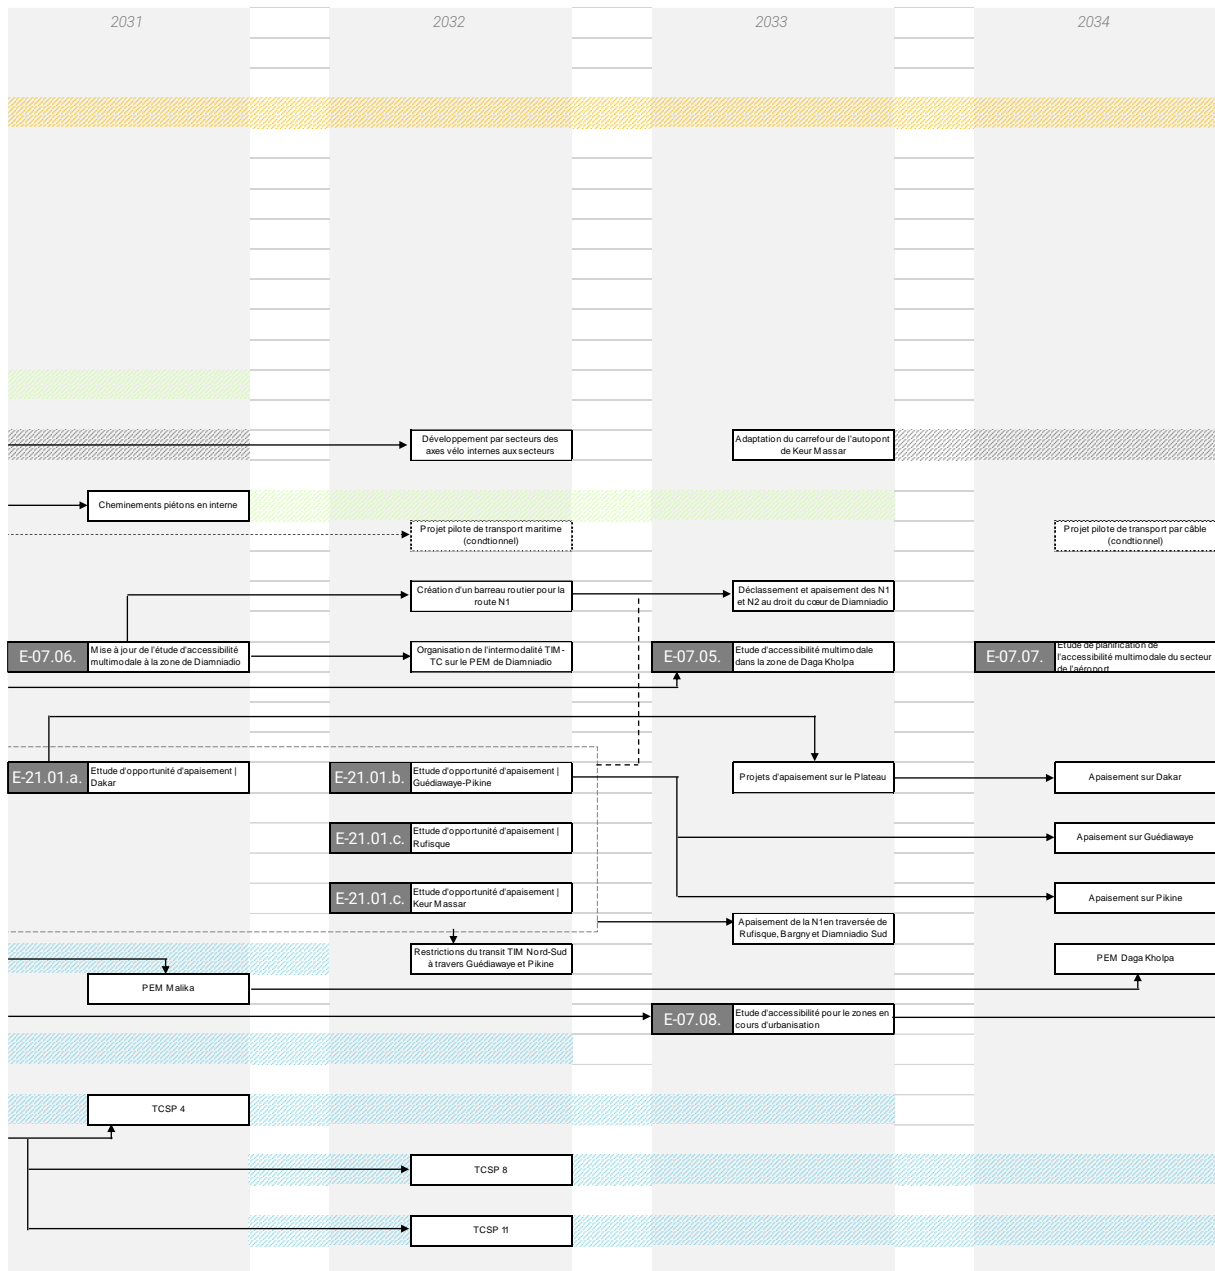 2031
2032
2033
2034
Développement par secteurs des
axes vélo internes aux secteurs
Adaptation du carrefour de l'autopont
de Keur Massar
Cheminements piétons en interne
Projet pilote de transport maritime
(condtionnel)
Projet pilote de transport par câble
(condtionnel)
Création d'un barreau routier pour la
route N1
Déclassement et apaisement des N1
et N2 au droit du cœur de Diamniadio
E-07.06.
Mise à jour de l'étude d'accessibilité
multimodale à la zone de Diamniadio
Organisation de l'intermodalité TIM-
TC sur le PEM de Diamniadio
E-07.05.
Etude d'accessibilité multimodale
dans la zone de Daga Kholpa
E-07.07.
Etude de planification de
l'accessibilité multimodale du secteur
de l'aéroport
E-21.01.a.
Ettude d'opportunité d'apaisement |
Dakar
E-21.01.b.
Ettude d'opportunité d'apaisement |
Guédiawaye-Pikine
Projets d'apaisement sur le Plateau
Apaisement sur Dakar
E-21.01.c.
Ettude d'opportunité d'apaisement |
Rufisque
Apaisement sur Guédiawaye
E-21.01.c.
Ettude d'opportunité d'apaisement |
Keur Massar
Apaisement sur Pikine
Apaisement de la N1 en traversée de
Rufisque, Bargny et Diamniadio Sud
Restrictions du transit TIM Nord-Sud
à travers Guédiawaye et Pikine
PEM Daga Kholpa
PEM Malika
E-07.08.
Etude d'accessibilité pour le zones en
cours d'urbanisation
TCSP 4
TCSP 8
TCSP 11